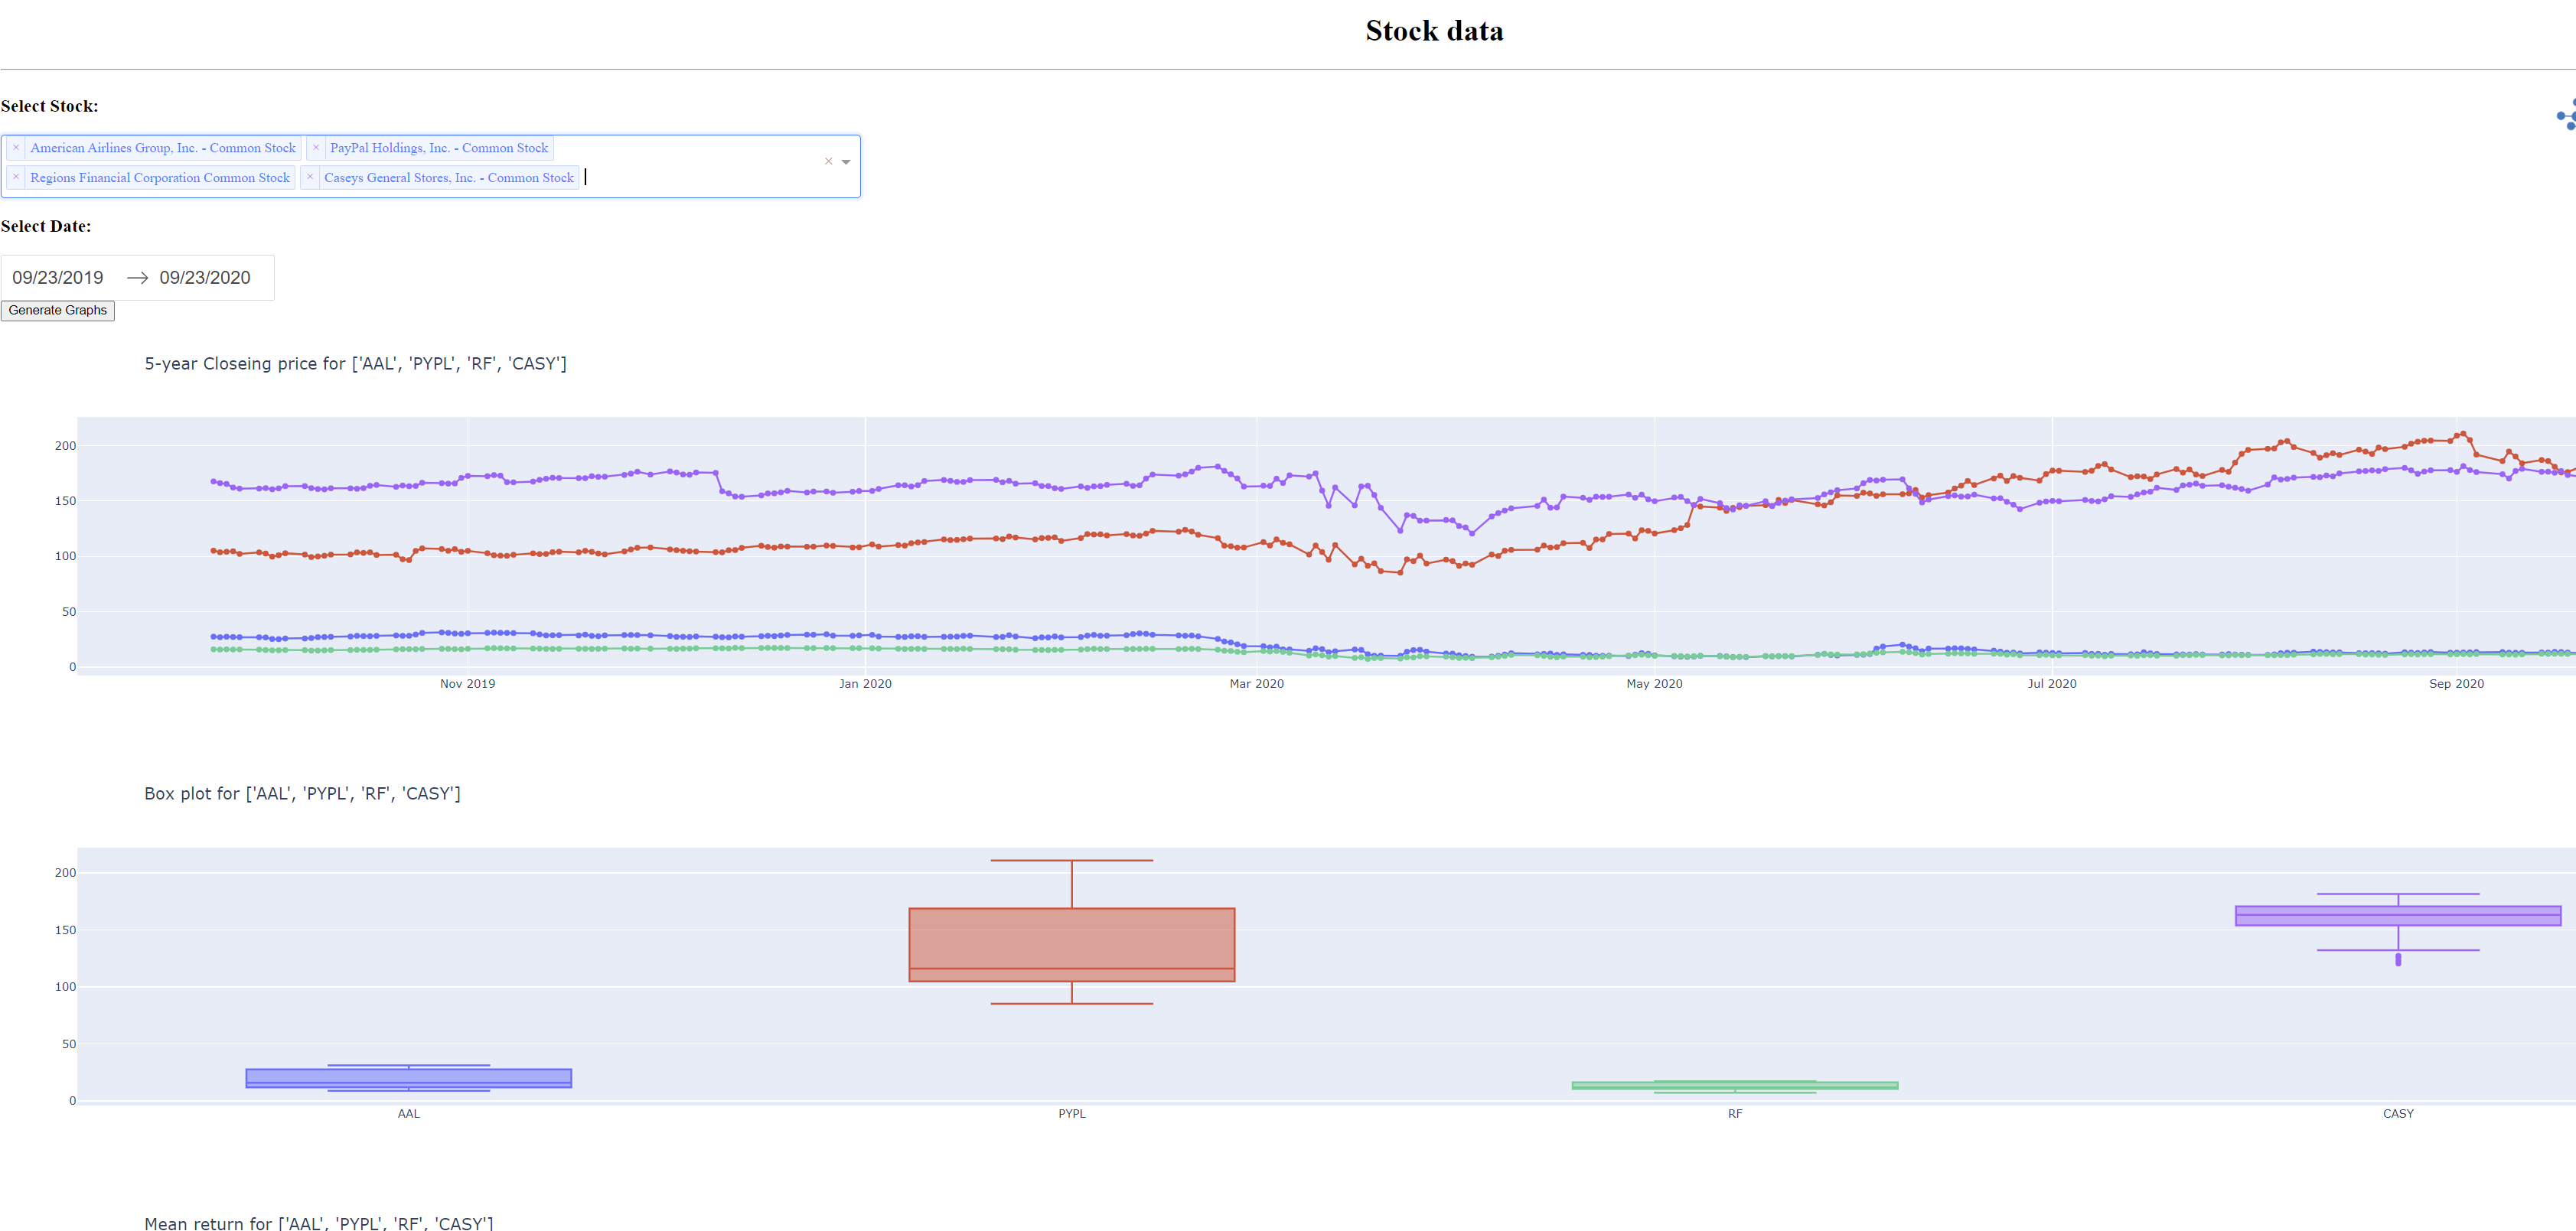 Stock data
Select Stock:
× American Airlines Group, Inc. - Common Stock × PayPal Holdings, Inc. - Common Stock
× Regions Financial Corporation Common Stock × Caseys General Stores, Inc. - Common Stock
×
Select Date:
09/23/2019 → 09/23/2020
Generate Graphs
5-year Closeing price for ['AAL', 'PYPL', 'RF', 'CASY']
200
150
100
50
0
Nov 2019 Jan 2020 Mar 2020 May 2020 Jul 2020 Sep 2020
Box plot for ['AAL', 'PYPL', 'RF', 'CASY']
200
150
100
50
0
AAL PYPL RF CASY
Mean return for ['AAL', 'PYPL', 'RF', 'CASY']